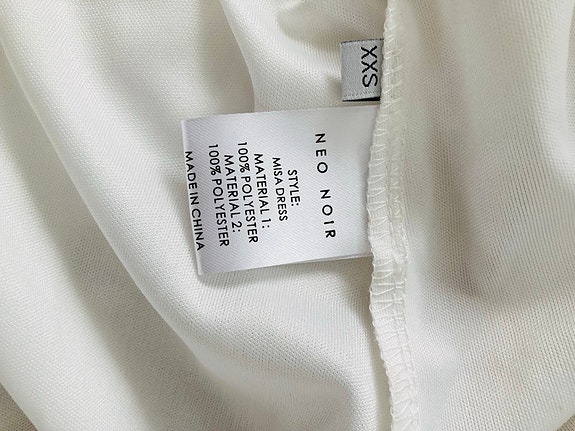 XXS
NEO NOIR
STYLE:
MISA DRESS
MATERIAL 1:
100% POLYESTER
MATERIAL 2:
100% POLYESTER
MADE IN CHINA